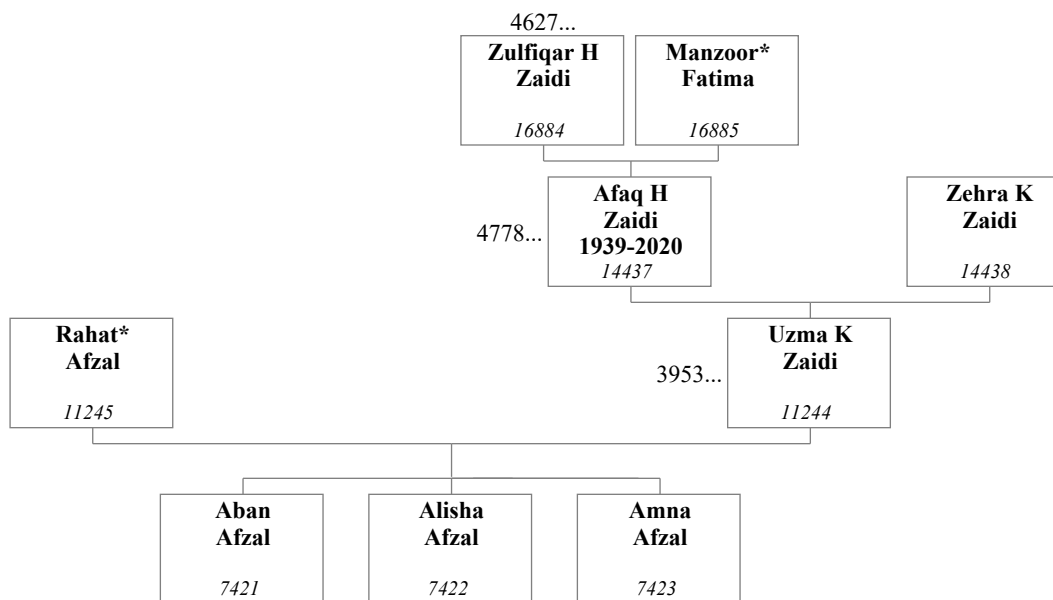 4627...
Zulfiqar H
Zaidi
16884
Manzoor*
Fatima
16885
4778...
Afaq H
Zaidi
1939-2020
14437
Zehra K
Zaidi
14438
Rahat*
Afzal
11245
3953...
Uzma K
Zaidi
11244
Aban
Afzal
7421
Alisha
Afzal
7422
Amna
Afzal
7423